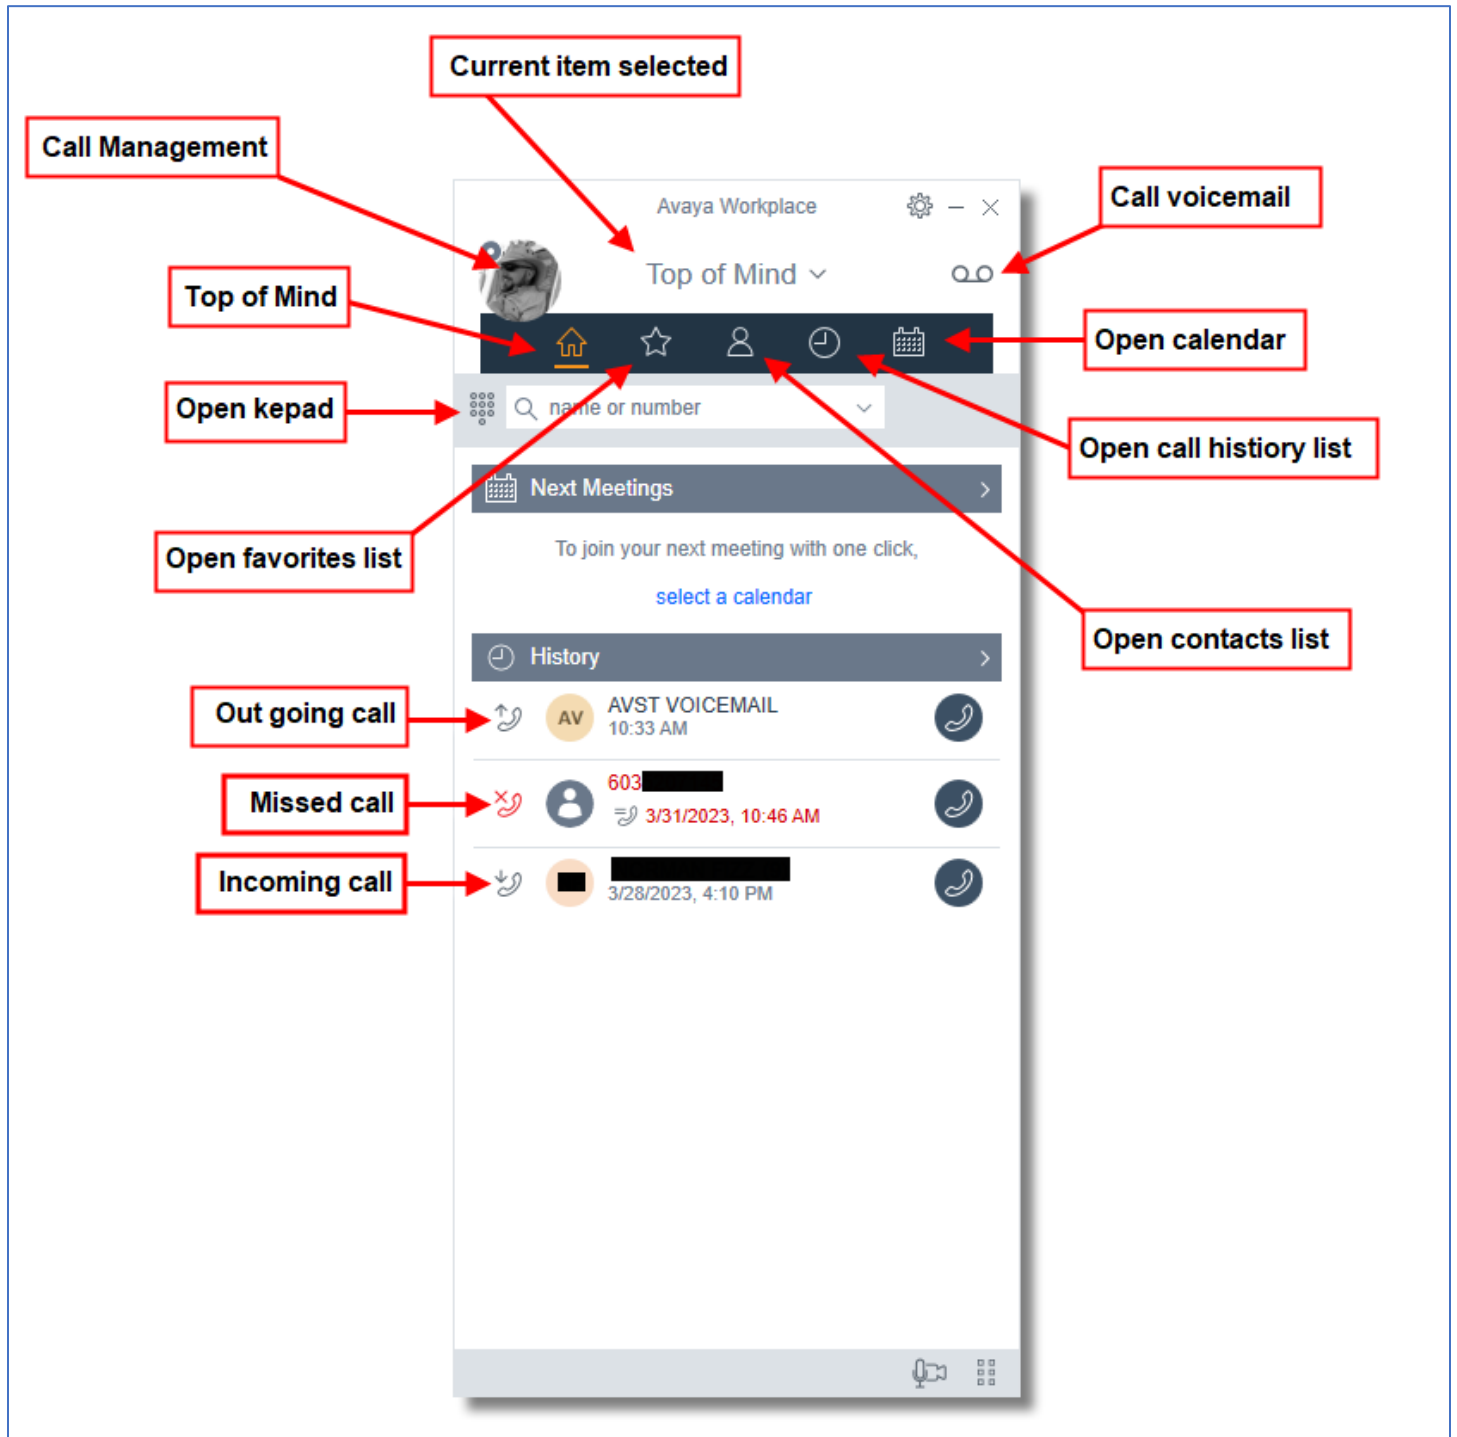 Current item selected
Call Management
Avaya Workplace
Call voicemail
Top of Mind
Top of Mind
Open calendar
Open kepad
name or number
Open call histiory list
Next Meetings
Open favorites list
To join your next meeting with one click,
select a calendar
Open contacts list
History
Out going call
AV
AVST VOICEMAIL
10:33 AM
Missed call
603
3/31/2023, 10:46 AM
Incoming call
3/28/2023, 4:10 PM